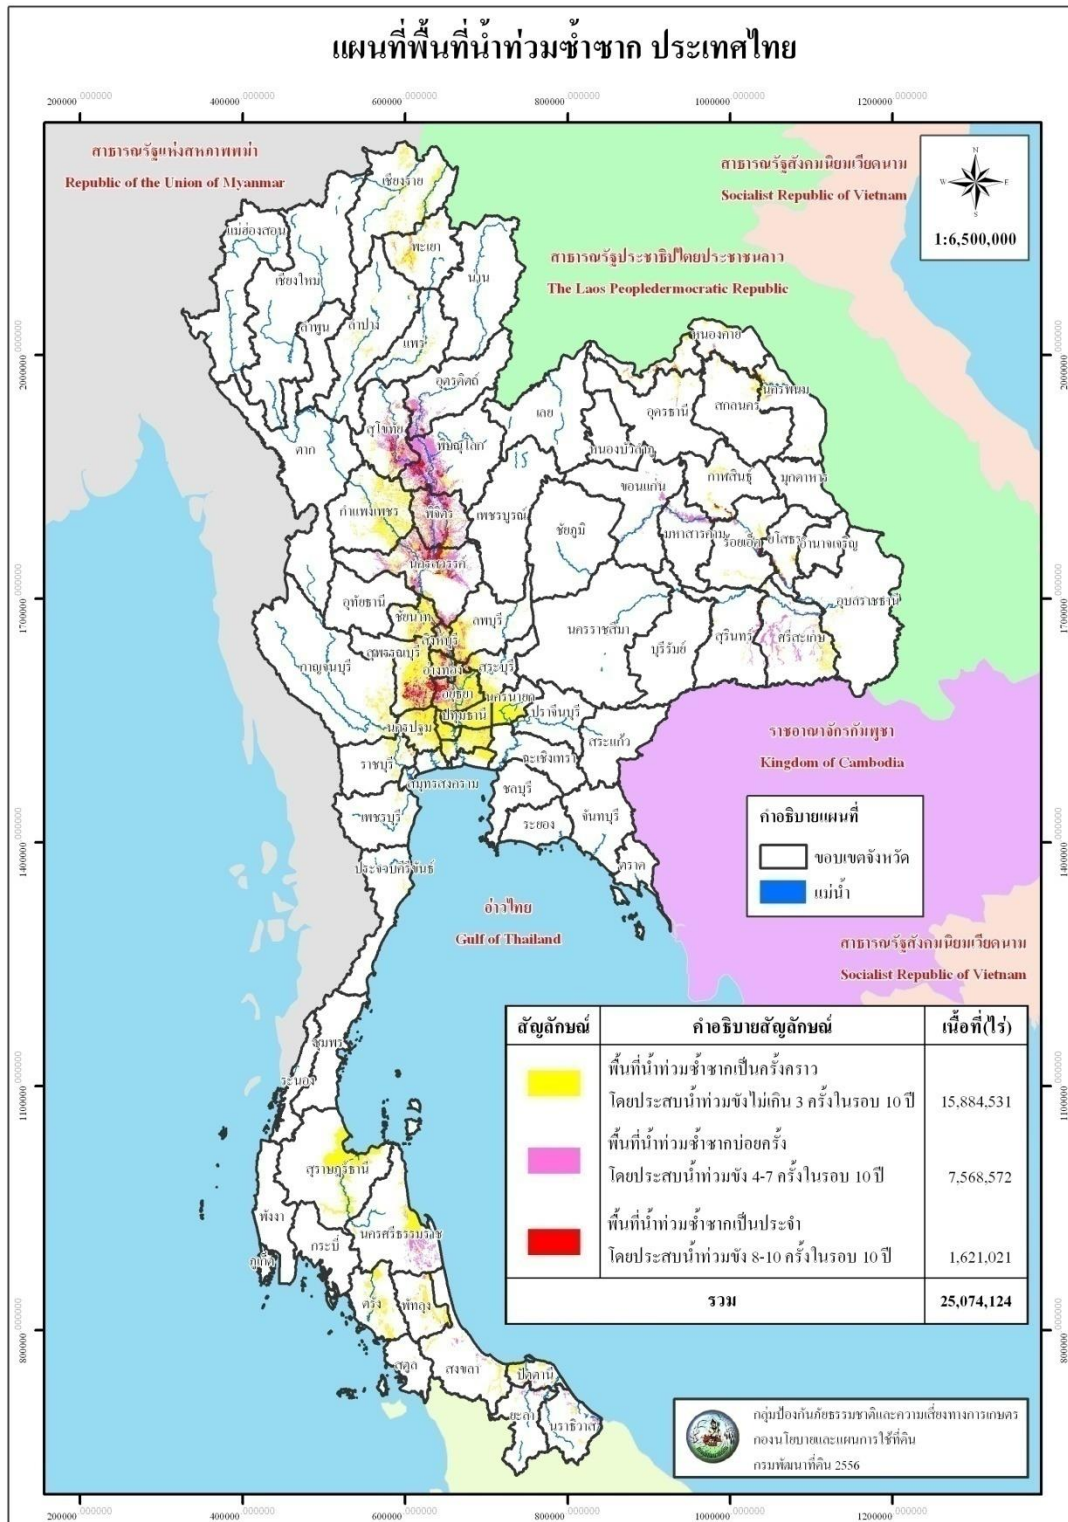 แผนที่พื้นที่น้ำท่วมซ้ำซาก ประเทศไทย
200000 400000 600000 800000 1000000 1200000
สาธารณรัฐแห่งสหภาพพม่า
Republic of the Union of Myanmar
สาธารณรัฐสังคมนิยมเวียดนาม
Socialist Republic of Vietnam
N
W E
S
1:6,500,000
สาธารณรัฐประชาธิปไตยประชาชนลาว
The Laos Peopledermocratic Republic
เชียงราย
แม่ฮ่องสอน
พะเยา
เชียงใหม่
น่าน
ลำพูน
ลำปาง
แพร่
หนองคาย
2000000
2000000
อุตรดิตถ์
เลย
อุดรธานี
สกลนคร
นครพนม
สุโขทัย
พิษณุโลก
ตาก
หนองบัวลำภู
ขอนแก่น
กาฬสินธุ์
มุกดาหาร
กำแพงเพชร
พิจิตร
เพชรบูรณ์
ชัยภูมิ
มหาสารคาม
ร้อยเอ็ด
ยโสธร
อำนาจเจริญ
นครสวรรค์
อุทัยธานี
ชัยนาท
ลพบุรี
นครราชสีมา
อุบลราชธานี
1700000
1700000
สิงห์บุรี
สุพรรณบุรี
กาญจนบุรี
อ่างทอง
สระบุรี
บุรีรัมย์
สุรินทร์
ศรีสะเกษ
อยุธยา
นครนายก
ปทุมธานี
ปราจีนบุรี
นครปฐม
สระแก้ว
ราชบุรี
ฉะเชิงเทรา
สมุทรสงคราม
ชลบุรี
เพชรบุรี
ระยอง
จันทบุรี
ตราด
ประจวบคีรีขันธ์
ราชอาณาจักรกัมพูชา
Kingdom of Cambodia
1400000
1400000
คำอธิบายแผนที่
ขอบเขตจังหวัด
แม่น้ำ
อ่าวไทย
Gulf of Thailand
สาธารณรัฐสังคมนิยมเวียดนาม
Socialist Republic of Vietnam
สัญลักษณ์ คำอธิบายสัญลักษณ์ เนื้อที่(ไร่)
พื้นที่น้ำท่วมซ้ำซากเป็นครั้งคราว
โดยประสบน้ำท่วมขังไม่เกิน 3 ครั้งในรอบ 10 ปี 15,884,531
พื้นที่น้ำท่วมซ้ำซากบ่อยครั้ง
โดยประสบน้ำท่วมขัง 4-7 ครั้งในรอบ 10 ปี 7,568,572
พื้นที่น้ำท่วมซ้ำซากเป็นประจำ
โดยประสบน้ำท่วมขัง 8-10 ครั้งในรอบ 10 ปี 1,621,021
รวม 25,074,124
ชุมพร
ระนอง
1100000
1100000
สุราษฎร์ธานี
พังงา
นครศรีธรรมราช
กระบี่
ภูเก็ต
ตรัง
พัทลุง
800000
800000
สตูล
สงขลา
ปัตตานี
ยะลา
นราธิวาส
กลุ่มป้องกันภัยธรรมชาติและความเสี่ยงทางการเกษตร
กองนโยบายและแผนการใช้ที่ดิน
กรมพัฒนาที่ดิน 2556
200000 400000 600000 800000 1000000 1200000